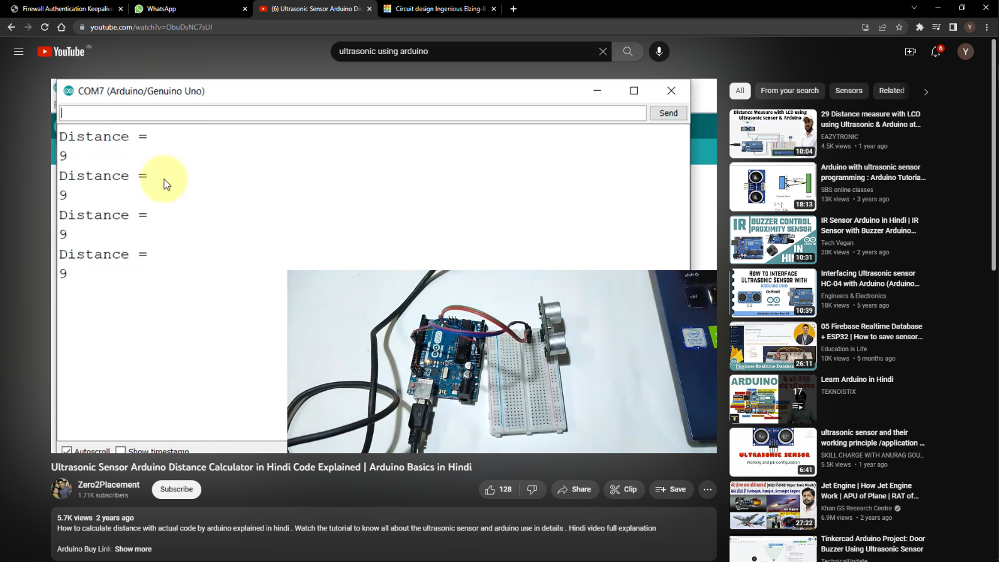 Firewall Authentication Keepalive
WhatsApp
(6) Ultrasonic Sensor Arduino Dis
Circuit design Ingenious Elzing-B
youtube.com/watch?v=ObuDsNC7sUI
Y
YouTube IN
ultrasonic using arduino
6
Y
COM7 (Arduino/Genuino Uno)
Send
Distance =
9
Distance =
9
Distance =
9
Distance =
9
Autoscroll Show timestamp
shift
ctrl
intel
CORE i5
UNO
Ultrasonic Sensor Arduino Distance Calculator in Hindi Code Explained | Arduino Basics in Hindi
Zero2Placement
1.71K subscribers
Subscribe
128
Share
Clip
Save
5.7K views 2 years ago
How to calculate distance with actual code by arduino explained in hindi . Watch the tutorial to know all about the ultrasonic sensor and arduino use in details . Hindi video full explanation
Arduino Buy Link: Show more
All
From your search
Sensors
Related
Distance Measure with LCD using
Ultrasonic sensor & Arduino
10:04
29 Distance measure with LCD
using Ultrasonic & Arduino at...
EAZYTRONIC
4.5K views • 1 year ago
18:13
Arduino with ultrasonic sensor
programming : Arduino Tutoria...
SBS online classes
13K views • 3 years ago
IR BUZZER CONTROL
PROXIMITY SENSOR
IN
10:31
IR Sensor Arduino in Hindi | IR
Sensor with Buzzer Arduino...
Tech Vegan
20K views • 2 years ago
HOW TO INTERFACE
ULTRASONIC SENSOR WITH
ARDUINO UNO
(In Hindi)
10:39
Interfacing Ultrasonic sensor
HC-04 with Arduino (Arduino...
Engineers & Electronics
18K views • 5 years ago
Firebase Realtime Database
26:11
05 Firebase Realtime Database
+ ESP32 | How to save sensor...
Education is Life
10K views • 5 months ago
ARDUINO
17
Learn Arduino in Hindi
TEKNOISTIX
ULTRASONIC SENSOR
Working and pin configuration
6:41
ultrasonic sensor and their
working principle /application ...
SKILL CHARGE WITH ANURAG GOU...
5.5K views • 1 year ago
27:22
Jet Engine | How Jet Engine
Work | APU of Plane | RAT of...
Khan GS Research Centre
6.9M views • 2 years ago
Tinkercad Arduino Project: Door
Buzzer Using Ultrasonic Sensor
TechnicalUpdate